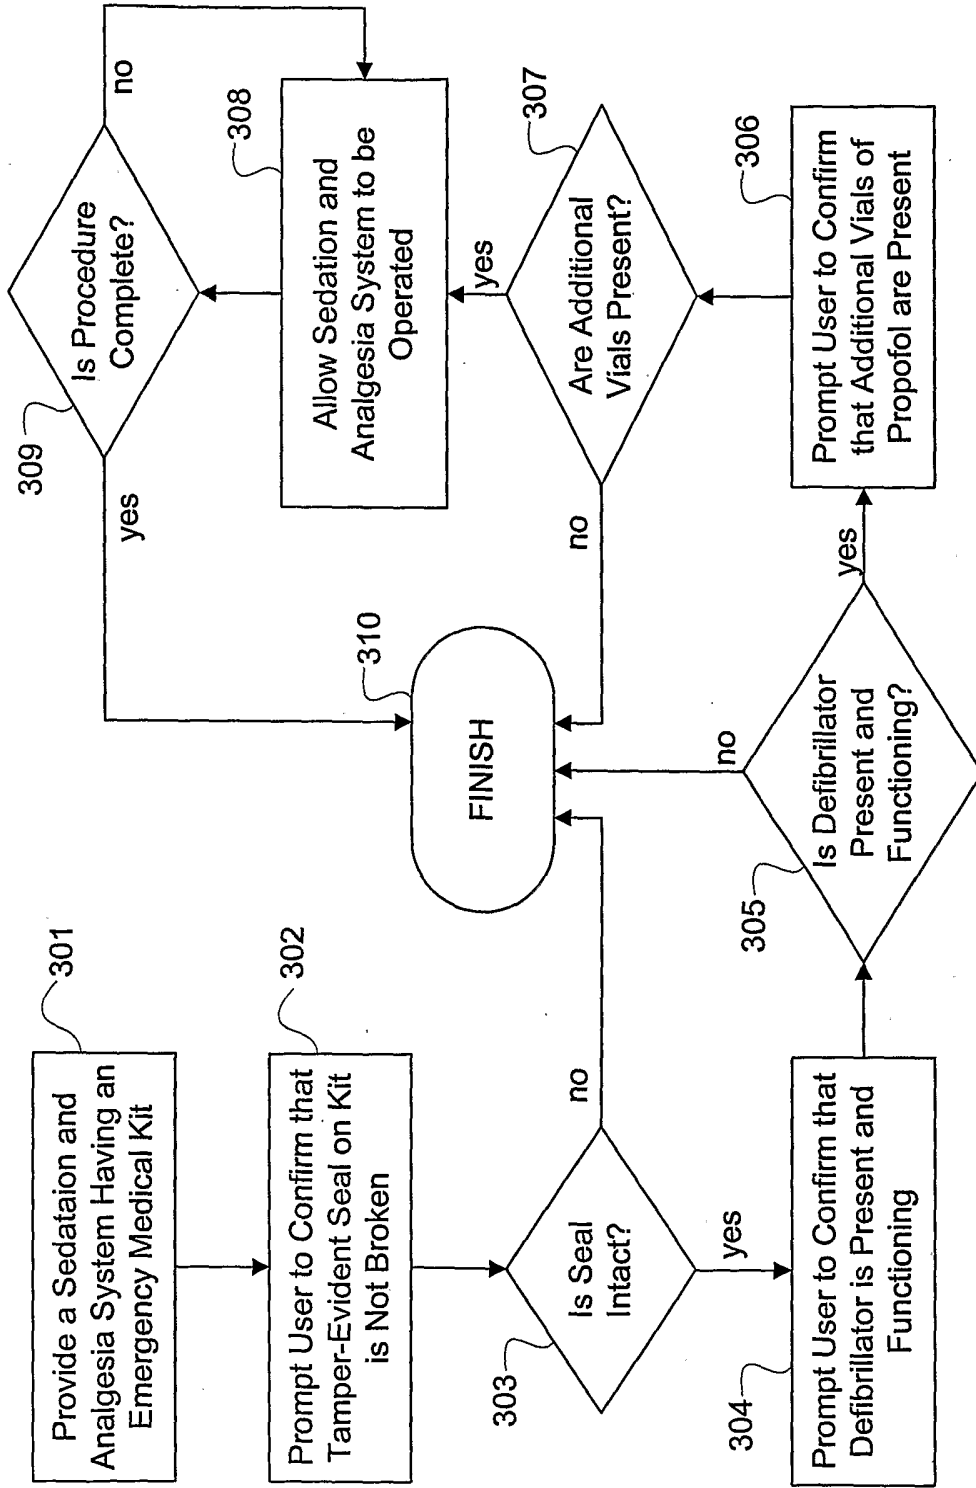 301
Provide a Sedataion and
Analgesia System Having an
Emergency Medical Kit
302
Prompt User to Confirm that
Tamper-Evident Seal on Kit
is Not Broken
303
Is Seal
Intact?
no
yes
304
Prompt User to Confirm that
Defibrillator is Present and
Functioning
305
Is Defibrillator
Present and
Functioning?
no
yes
306
Prompt User to Confirm
that Additional Vials of
Propofol are Present
307
Are Additional
Vials Present?
no
yes
308
Allow Sedation and
Analgesia System to be
Operated
309
Is Procedure
Complete?
no
yes
310
FINISH